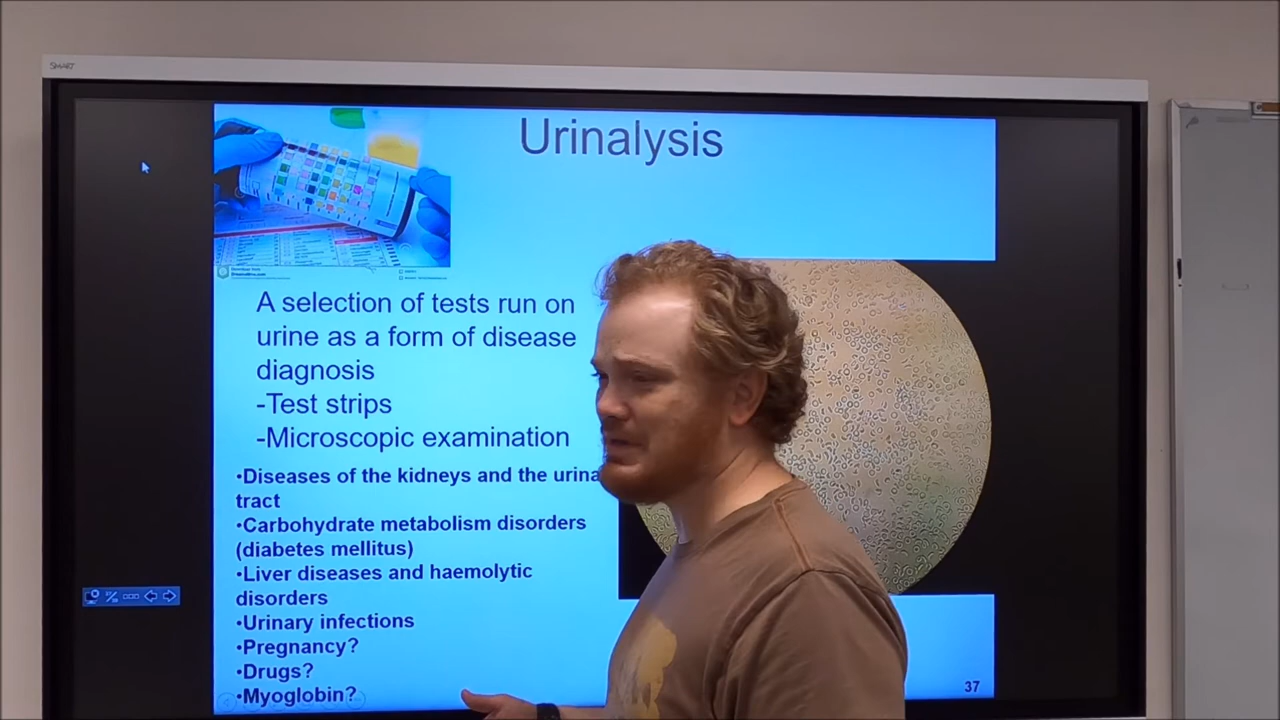 SMART
Urinalysis
A selection of tests run on
urine as a form of disease
diagnosis
-Test strips
-Microscopic examination
•Diseases of the kidneys and the urina
tract
•Carbohydrate metabolism disorders
(diabetes mellitus)
•Liver diseases and haemolytic
disorders
•Urinary infections
•Pregnancy?
•Drugs?
•Myoglobin?
37